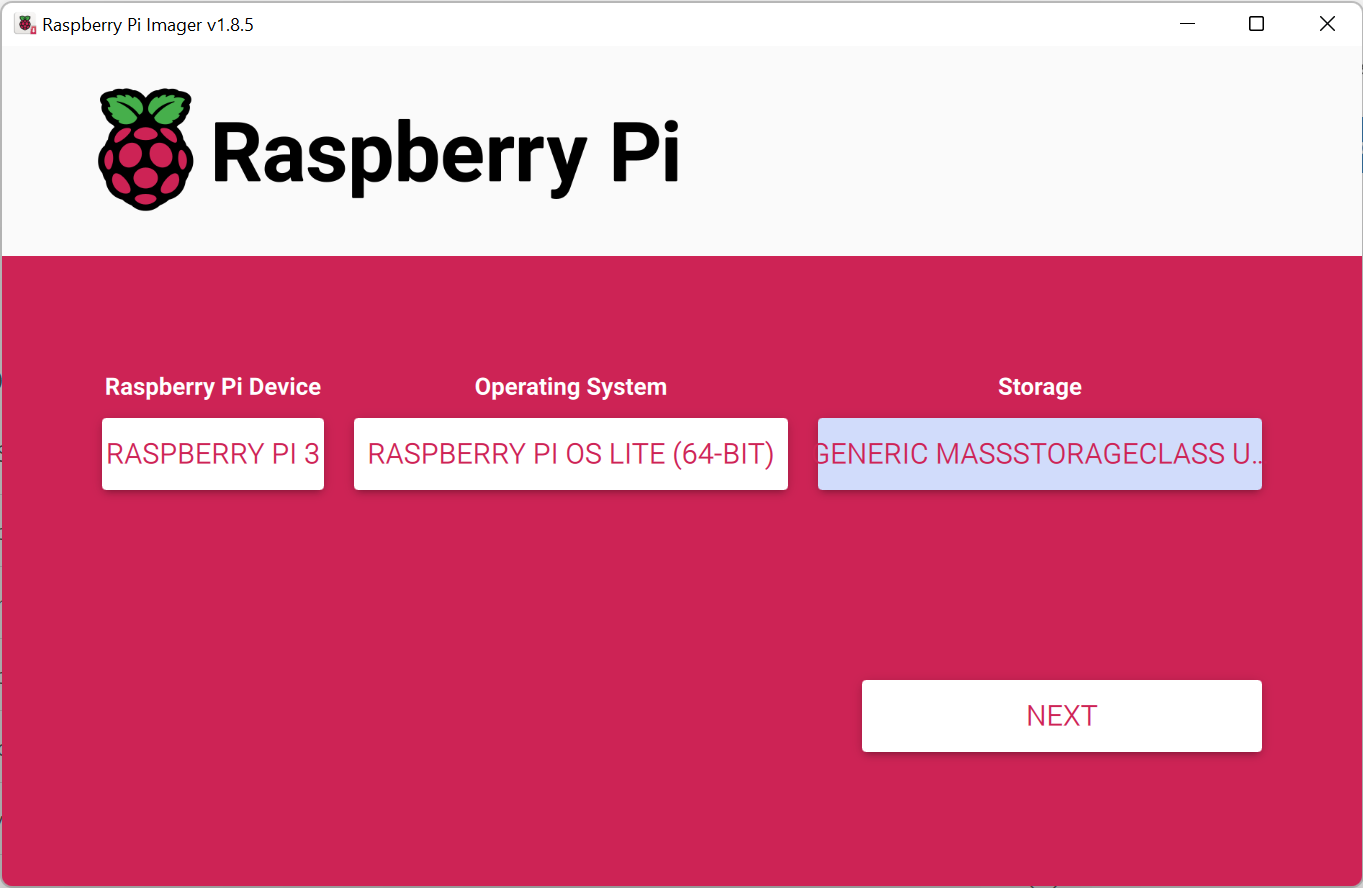 Raspberry Pi Imager v1.8.5
Raspberry Pi
Raspberry Pi Device
Operating System
Storage
RASPBERRY PI 3
RASPBERRY PI OS LITE (64-BIT)
GENERIC MASSSTORAGECLASS U..
NEXT